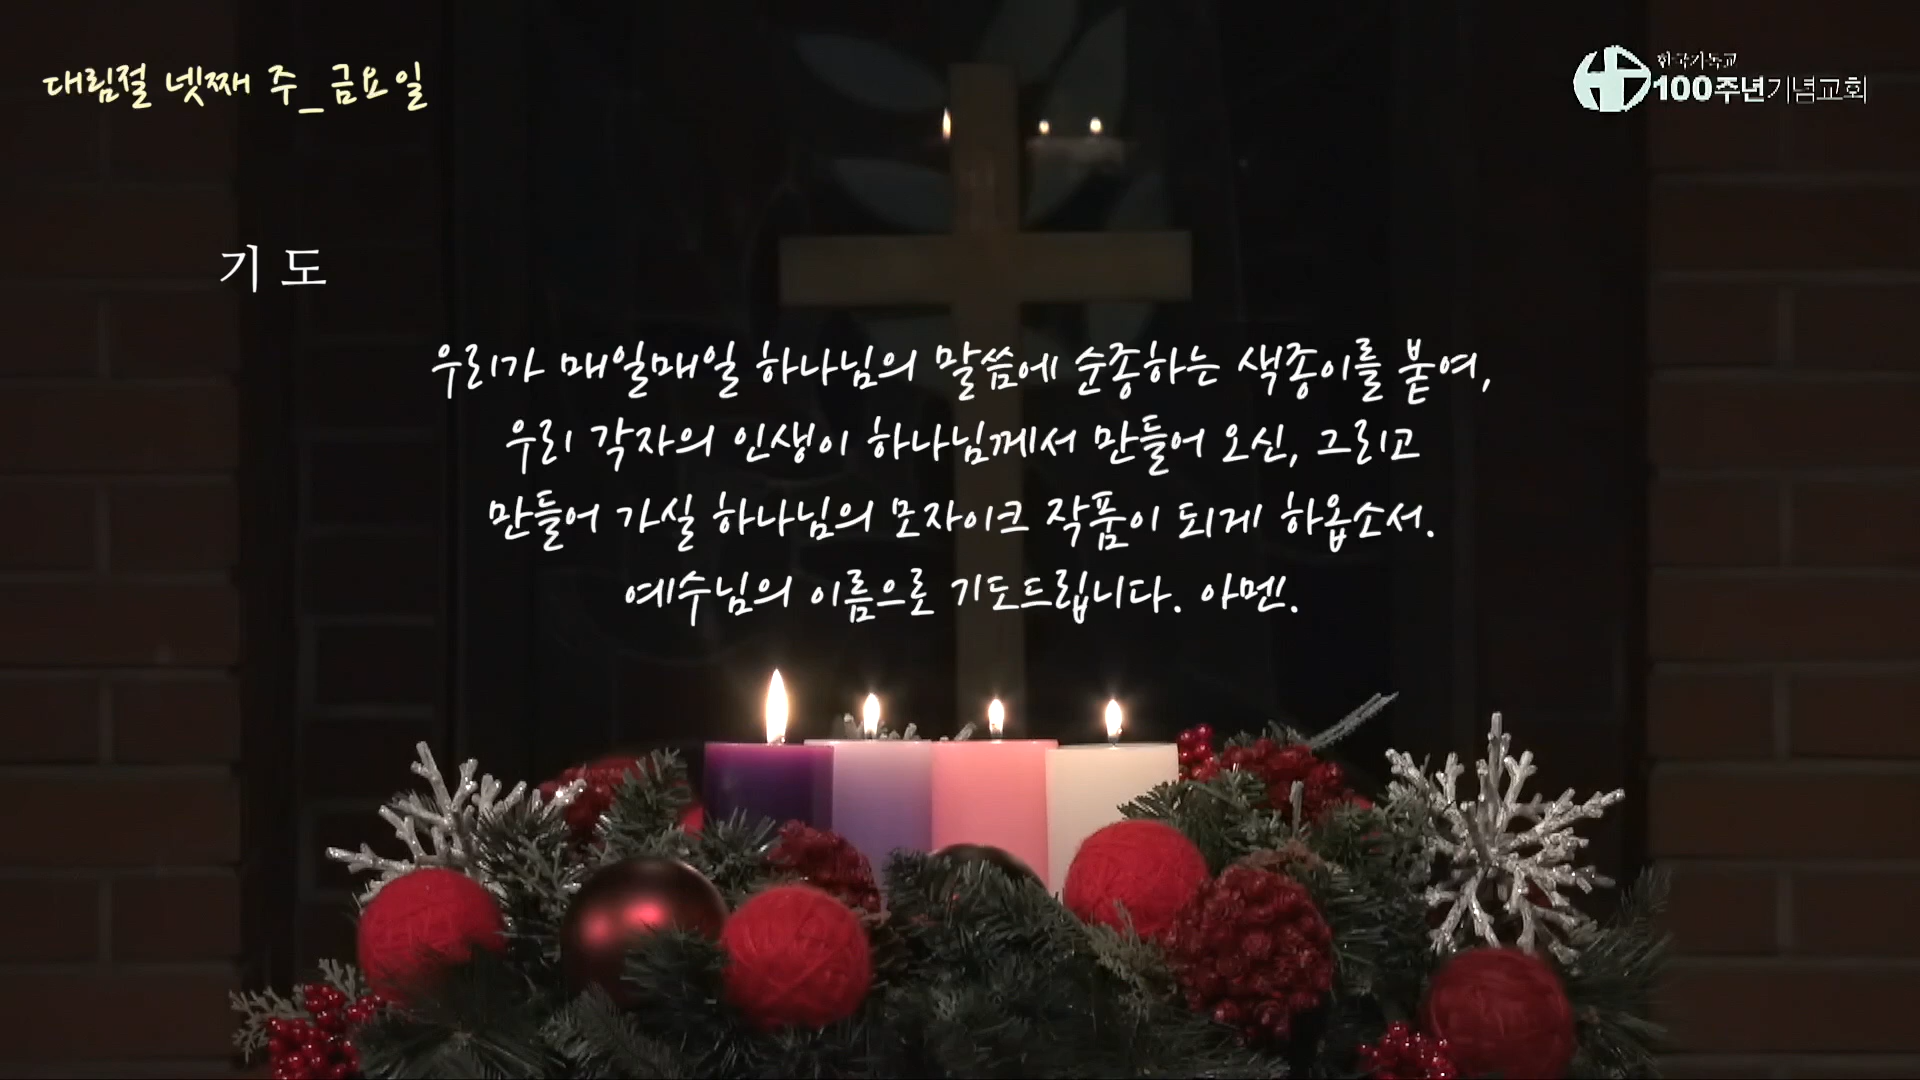 대림절 넷째 주_금요일
한국기독교
100주년기념교회
기 도
우리가 매일매일 하나님의 말씀에 순종하는 색종이를 붙여,
우리 각자의 인생이 하나님께서 만들어 오신, 그리고
만들어 가실 하나님의 모자이크 작품이 되게 하옵소서.
예수님의 이름으로 기도드립니다. 아멘.